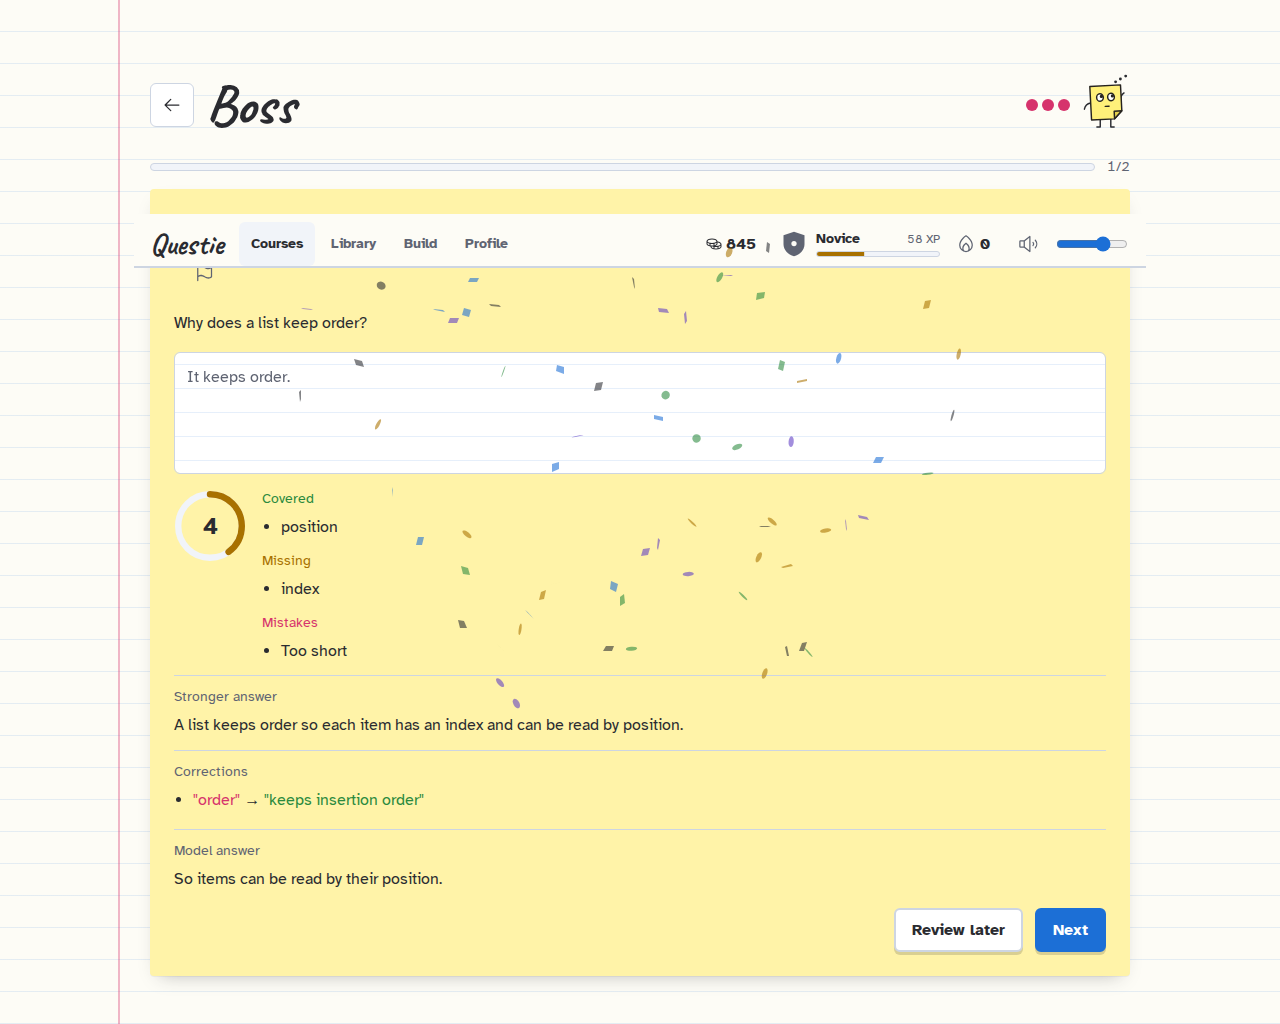 Boss
1/2
Questie Courses Library Build Profile 845 Novice 58 XP 0
Why does a list keep order?
It keeps order.
4
Covered
• position
Missing
• index
Mistakes
• Too short
Stronger answer
A list keeps order so each item has an index and can be read by position.
Corrections
• "order" → "keeps insertion order"
Model answer
So items can be read by their position.
Review later Next